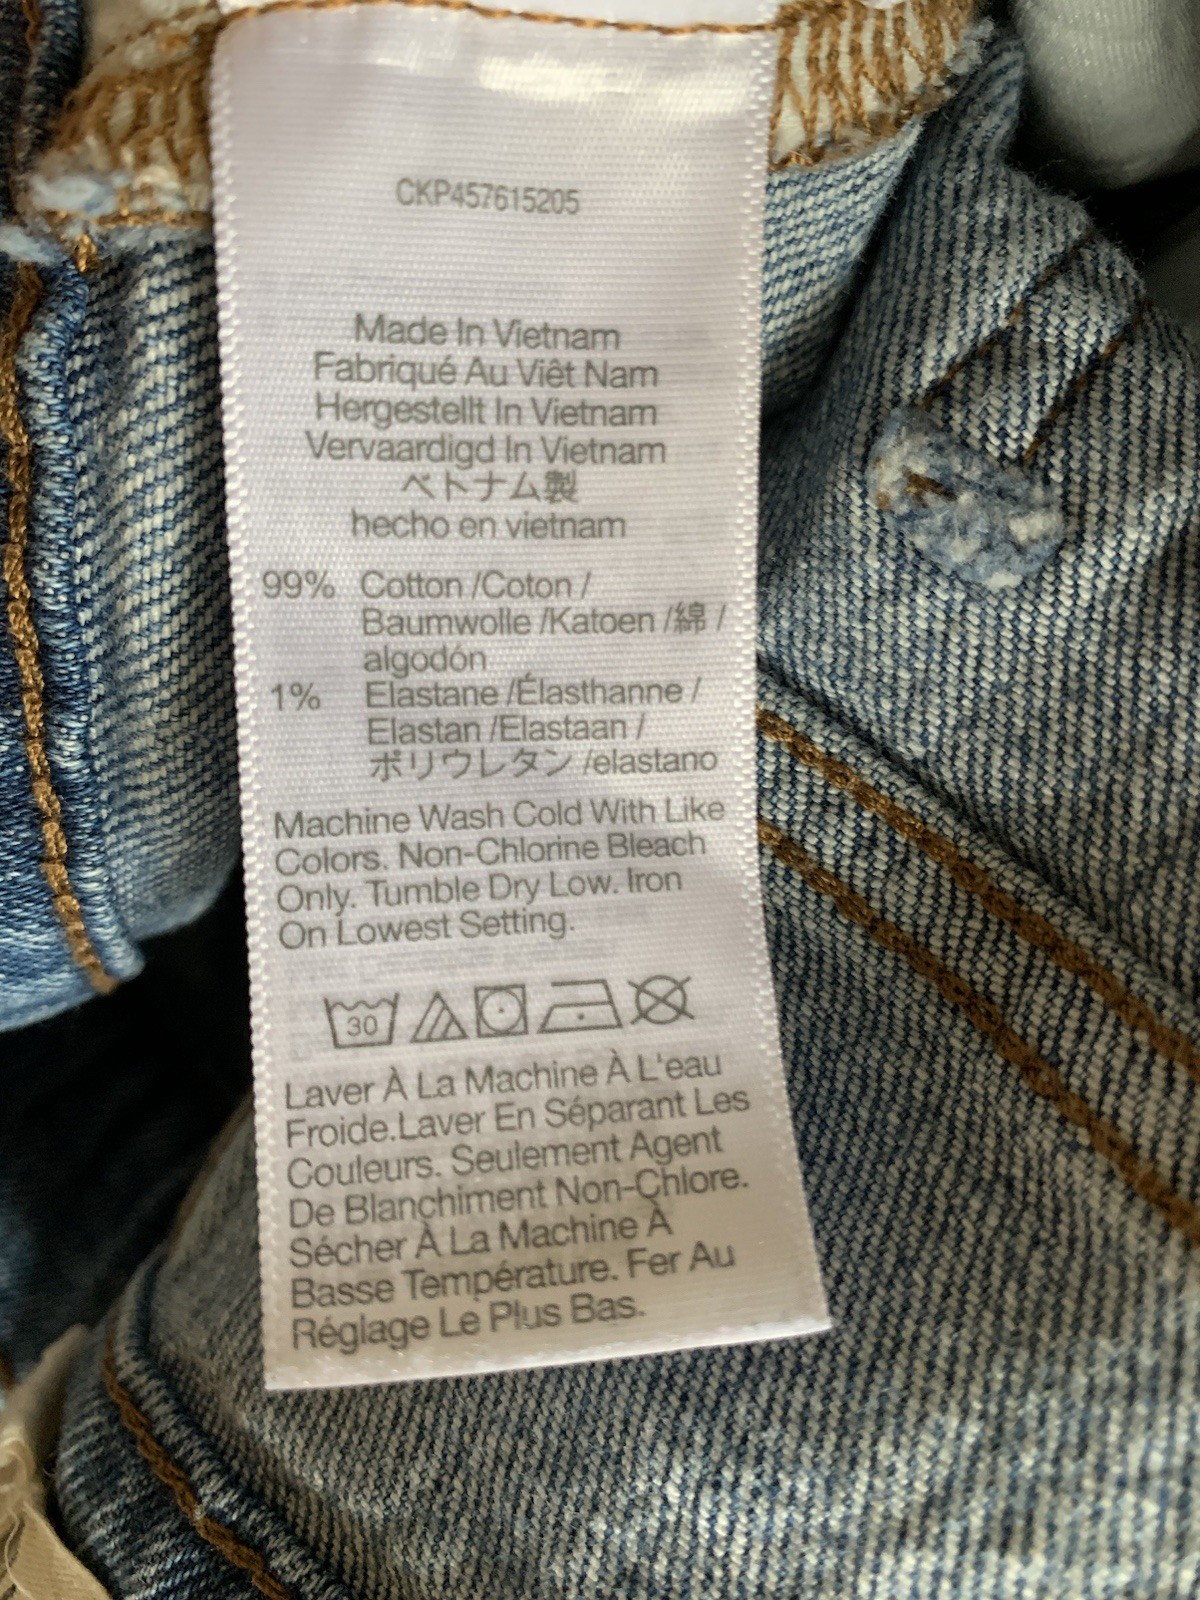 CKP457615205
Made In Vietnam
Fabriqué Au Viêt Nam
Hergestellt In Vietnam
Vervaardigd In Vietnam
ベトナム製
hecho en vietnam
99% Cotton /Coton /
Baumwolle /Katoen /綿 /
algodón
1% Elastane /Élasthanne /
Elastan /Elastaan /
ポリウレタン /elastano
Machine Wash Cold With Like
Colors. Non-Chlorine Bleach
Only. Tumble Dry Low. Iron
On Lowest Setting.
30
Laver À La Machine À L'eau
Froide.Laver En Séparant Les
Couleurs. Seulement Agent
De Blanchiment Non-Chlore.
Sécher À La Machine À
Basse Température. Fer Au
Réglage Le Plus Bas.